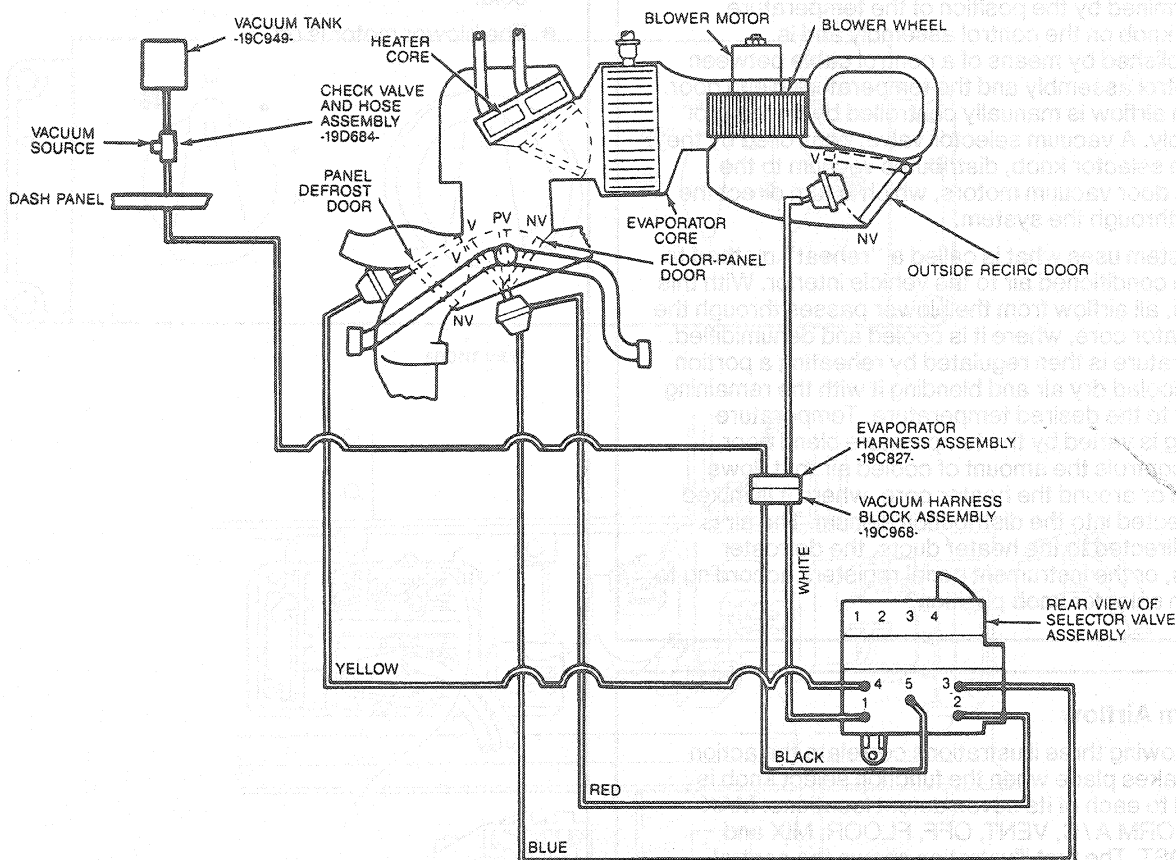 VACUUM TANK
-19C949-
HEATER
CORE
BLOWER MOTOR
BLOWER WHEEL
CHECK VALVE
AND HOSE
ASSEMBLY
-19D684-
VACUUM
SOURCE
DASH PANEL
PANEL
DEFROST
DOOR
V
PV
NV
V
NV
EVAPORATOR
CORE
FLOOR-PANEL
DOOR
V
NV
OUTSIDE RECIRC DOOR
EVAPORATOR
HARNESS ASSEMBLY
-19C827-
VACUUM HARNESS
BLOCK ASSEMBLY
-19C968-
WHITE
1 2 3 4
REAR VIEW OF
SELECTOR VALVE
ASSEMBLY
YELLOW
4 5 3
1 2
BLACK
RED
BLUE